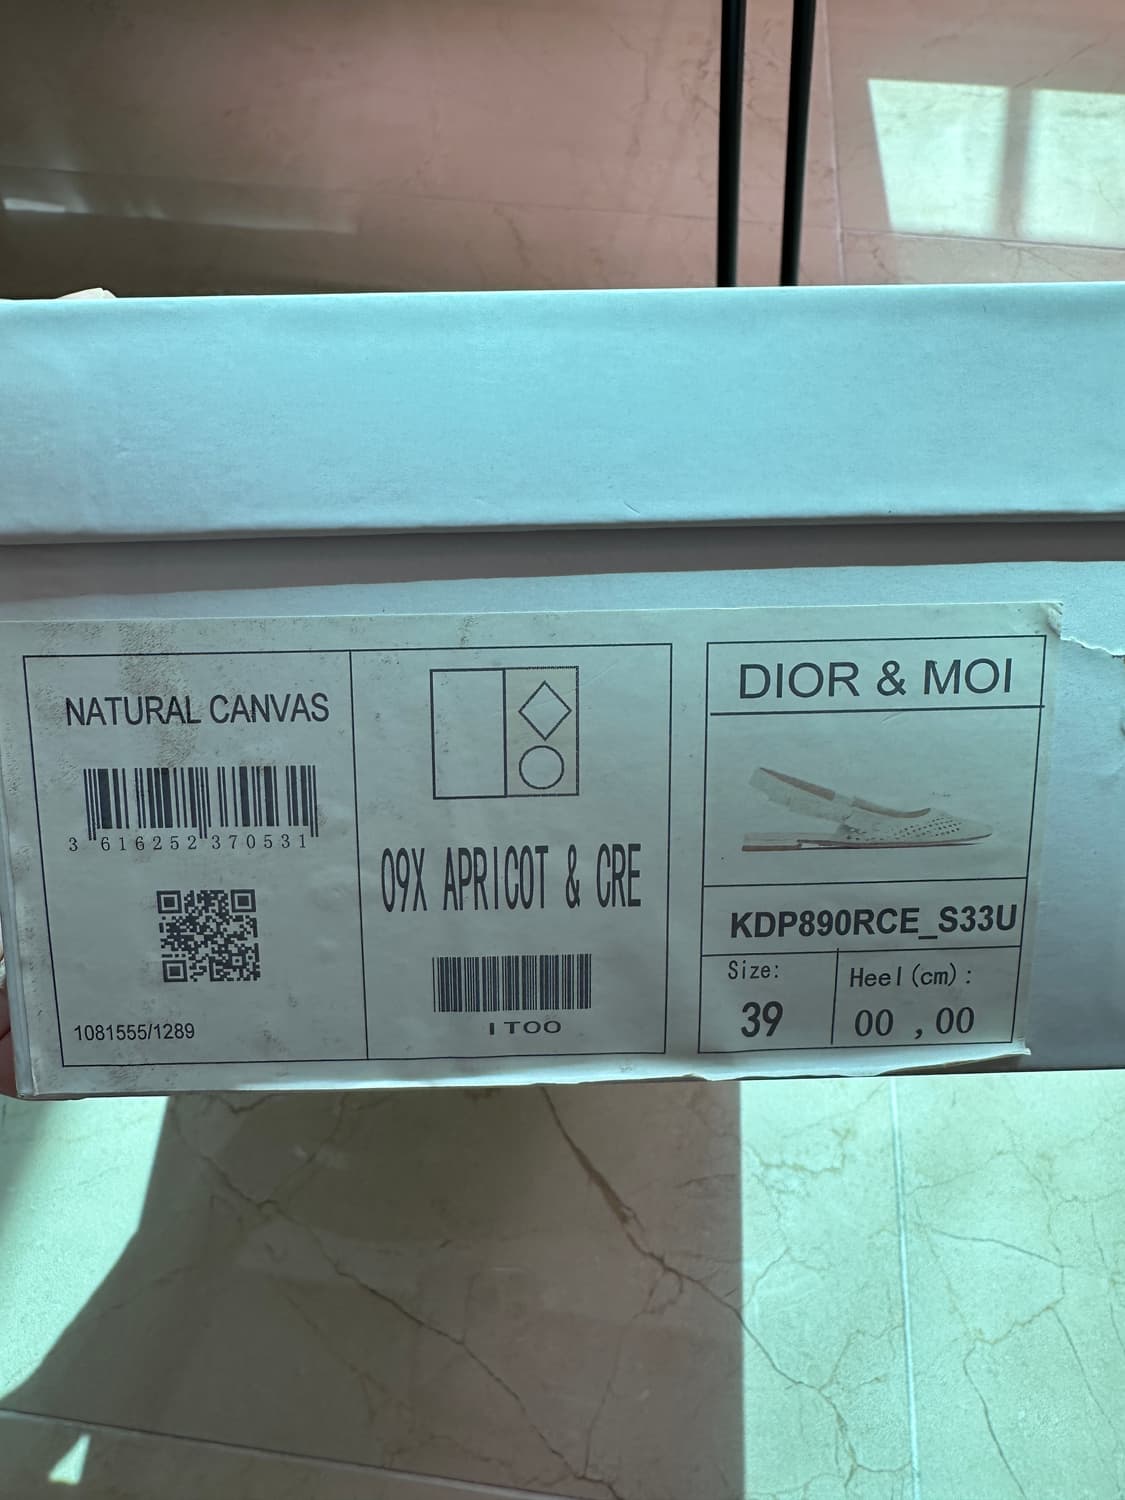 NATURAL CANVAS
3 616252 370531
1081555/1289
09X APRICOT & CRE
ITOO
DIOR & MOI
KDP890RCE_S33U
Size:
39
Heel(cm):
00 ,00